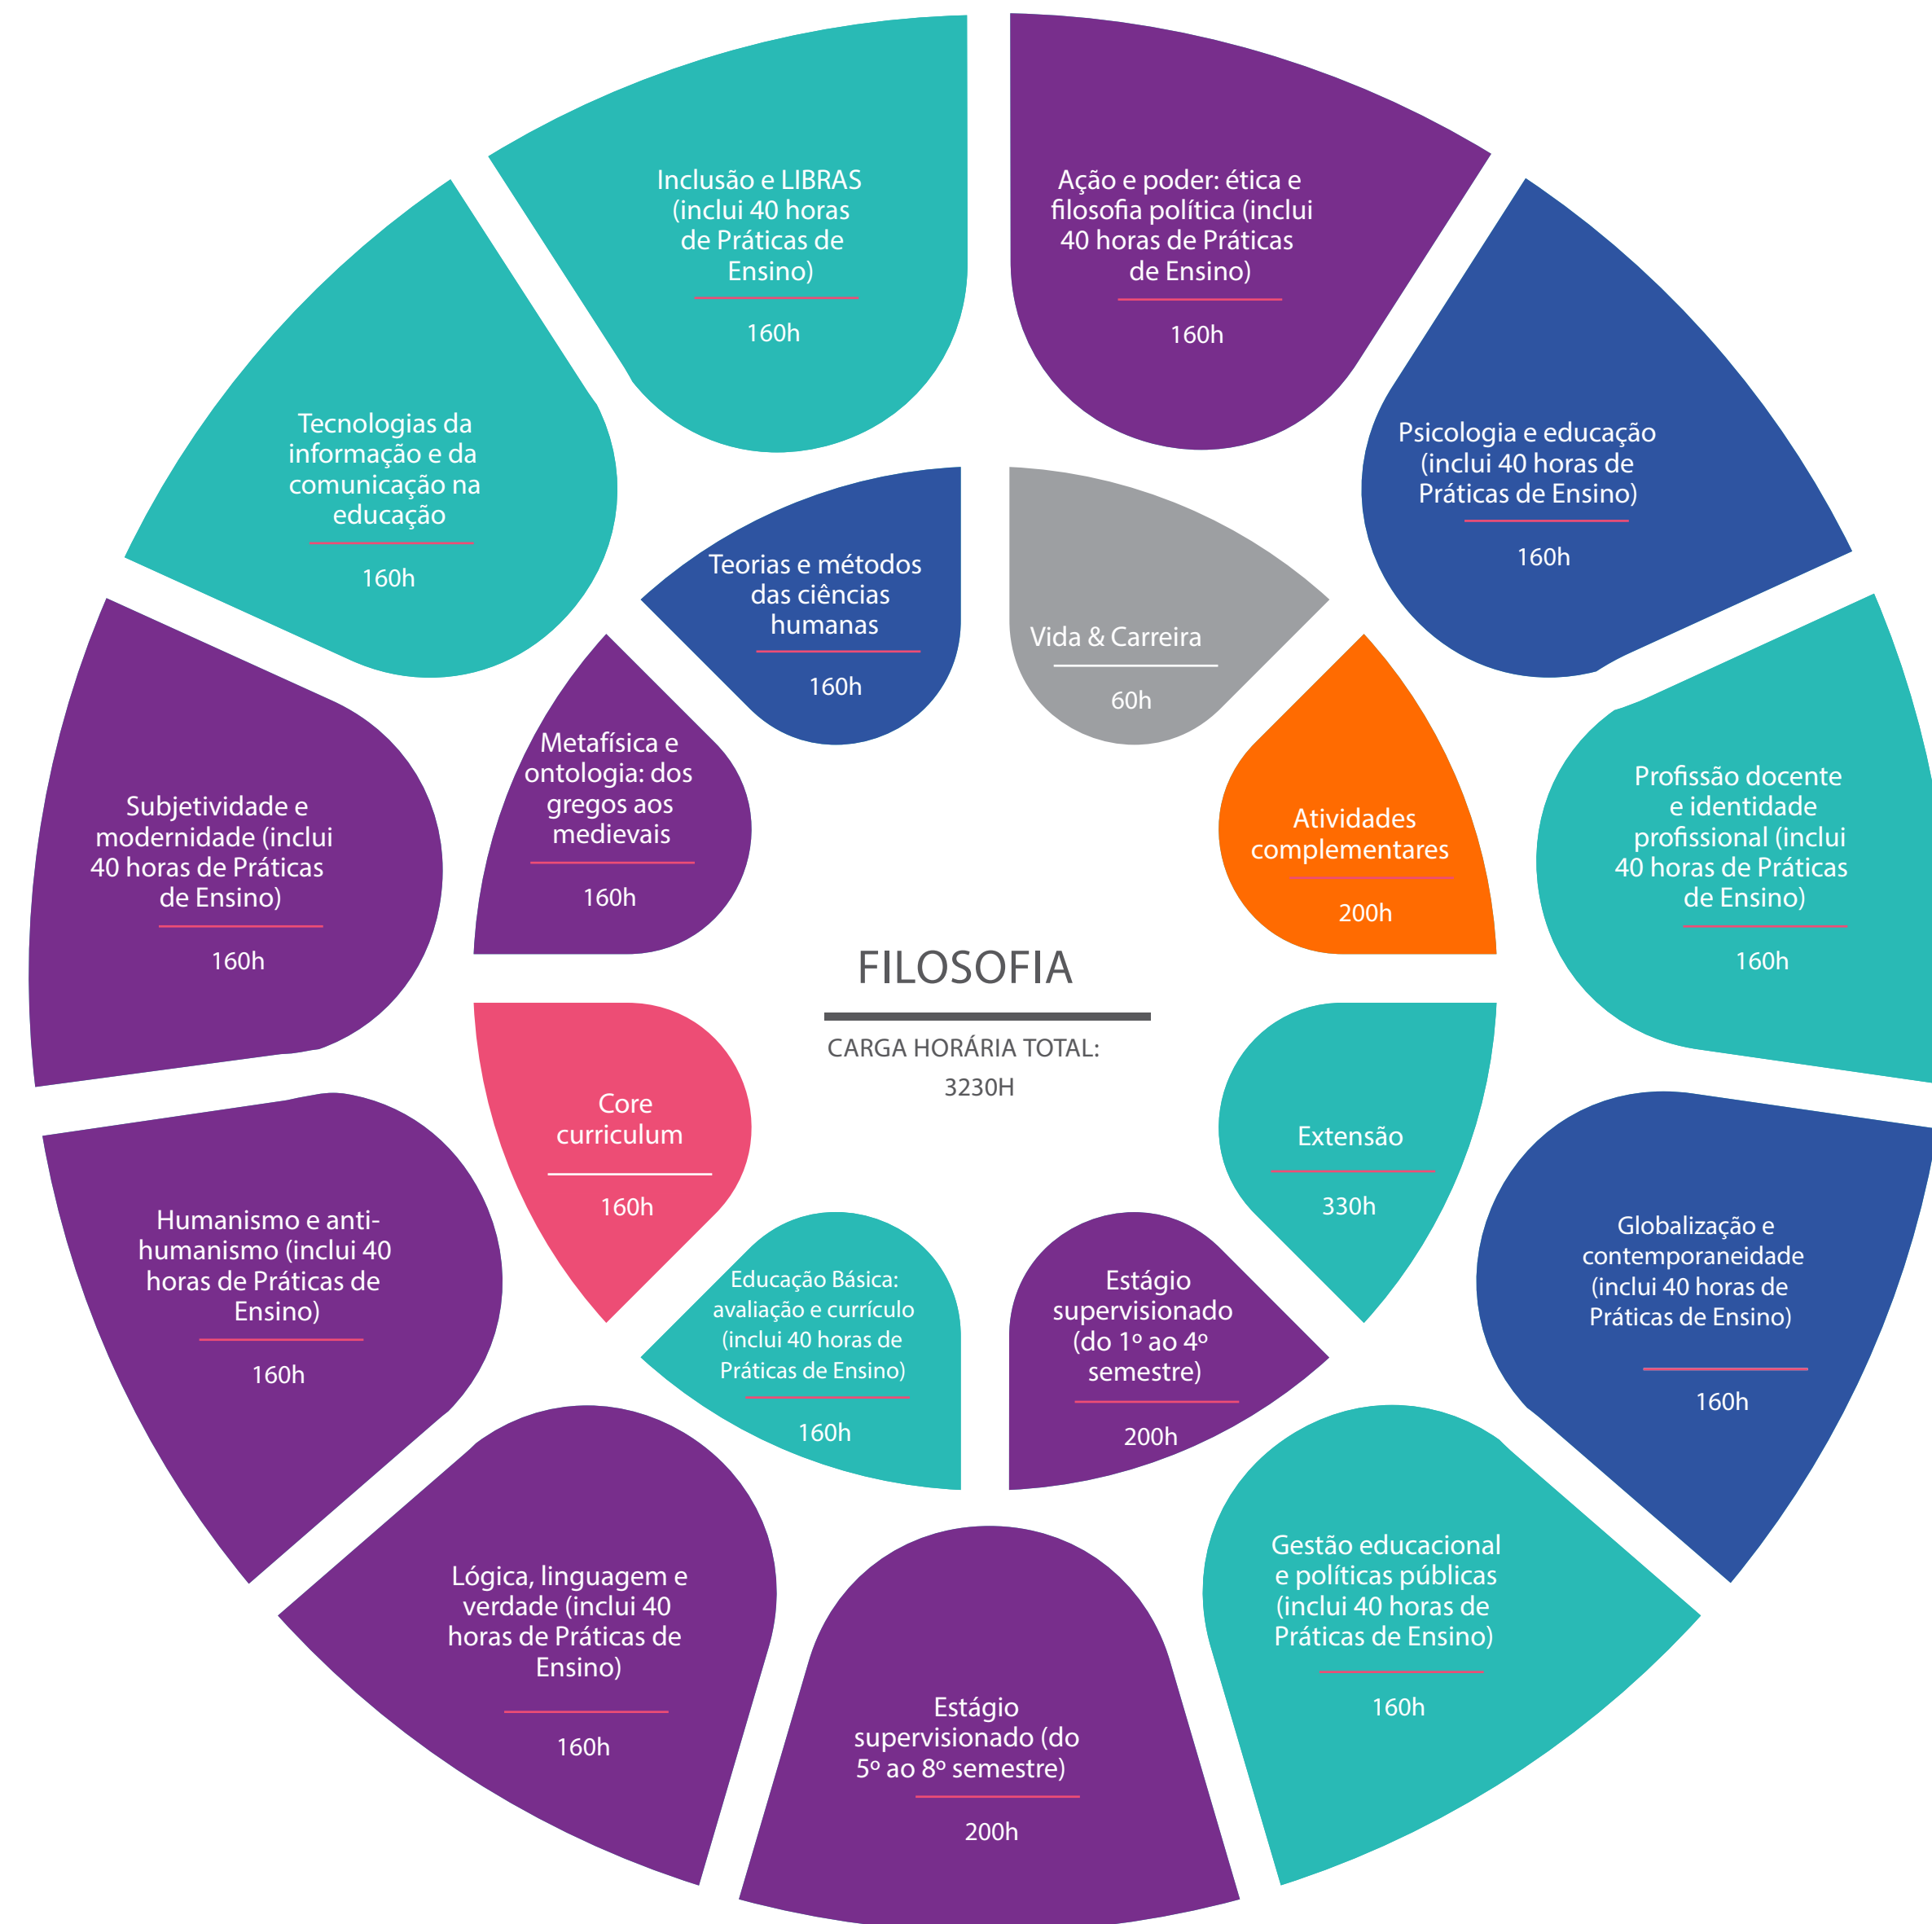 Inclusão e LIBRAS
(inclui 40 horas
de Práticas de
Ensino)
160h
Ação e poder: ética e
filosofia política (inclui
40 horas de Práticas
de Ensino)
160h
Psicologia e educação
(inclui 40 horas de
Práticas de Ensino)
160h
Profissão docente
e identidade
profissional (inclui
40 horas de Práticas
de Ensino)
160h
Globalização e
contemporaneidade
(inclui 40 horas de
Práticas de Ensino)
160h
Gestão educacional
e políticas públicas
(inclui 40 horas de
Práticas de Ensino)
160h
Estágio
supervisionado (do
5º ao 8º semestre)
200h
Lógica, linguagem e
verdade (inclui 40
horas de Práticas de
Ensino)
160h
Humanismo e anti-
humanismo (inclui 40
horas de Práticas de
Ensino)
160h
Subjetividade e
modernidade (inclui
40 horas de Práticas
de Ensino)
160h
Tecnologias da
informação e da
comunicação na
educação
160h
Teorias e métodos
das ciências
humanas
160h
Vida & Carreira
60h
Atividades
complementares
200h
Extensão
330h
Estágio
supervisionado
(do 1º ao 4º
semestre)
200h
Educação Básica:
avaliação e currículo
(inclui 40 horas de
Práticas de Ensino)
160h
Core
curriculum
160h
Metafísica e
ontologia: dos
gregos aos
medievais
160h
FILOSOFIA
CARGA HORÁRIA TOTAL:
3230H